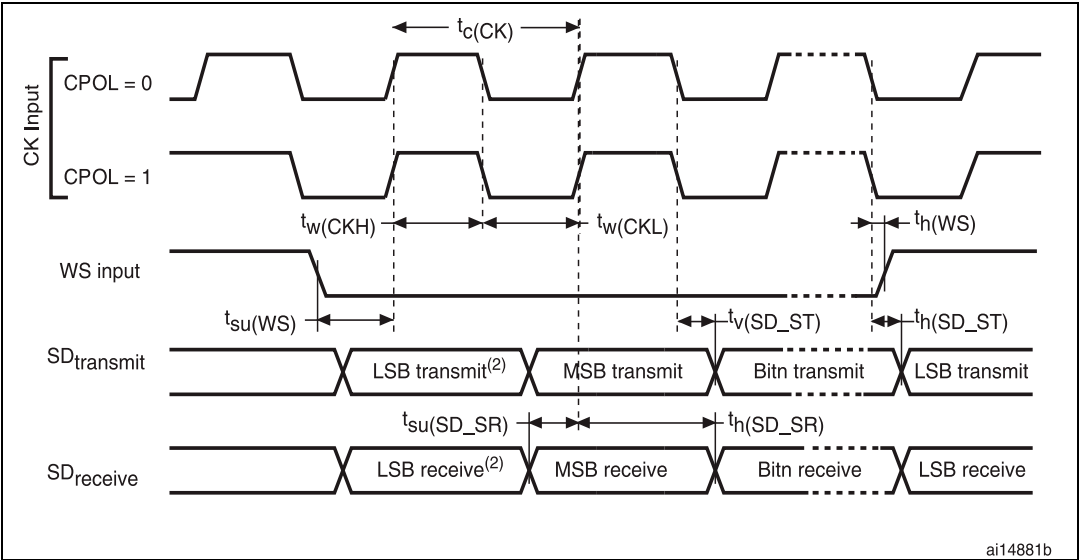 tc(CK)
CK Input
CPOL = 0
CPOL = 1
tw(CKH)
tw(CKL)
th(WS)
WS input
tsu(WS)
tv(SD_ST)
th(SD_ST)
SDtransmit
LSB transmit(2)
MSB transmit
Bitn transmit
LSB transmit
tsu(SD_SR)
th(SD_SR)
SDreceive
LSB receive(2)
MSB receive
Bitn receive
LSB receive
ai14881b